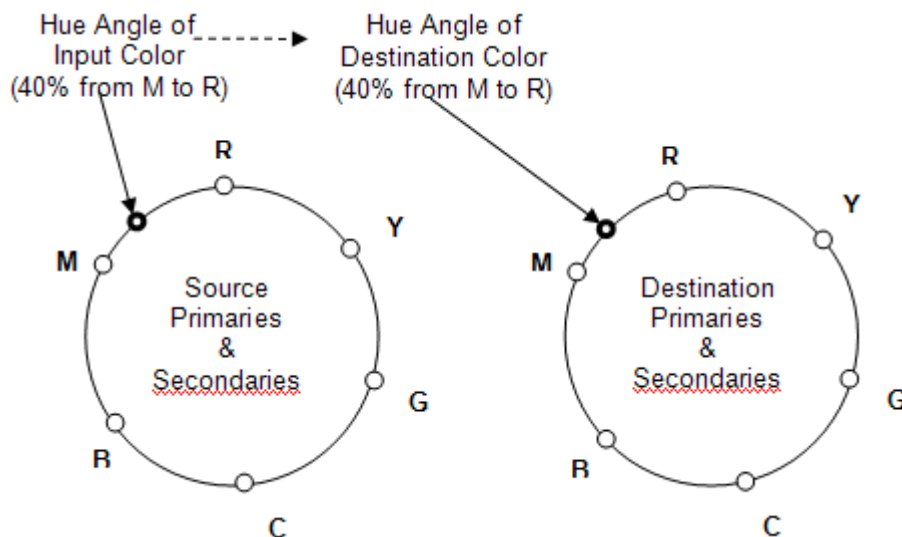 Hue Angle of
Input Color
(40% from M to R)
Hue Angle of
Destination Color
(40% from M to R)
R
Y
M
Source
Primaries
&
Secondaries
G
B
C
R
Y
M
Destination
Primaries
&
Secondaries
G
B
C